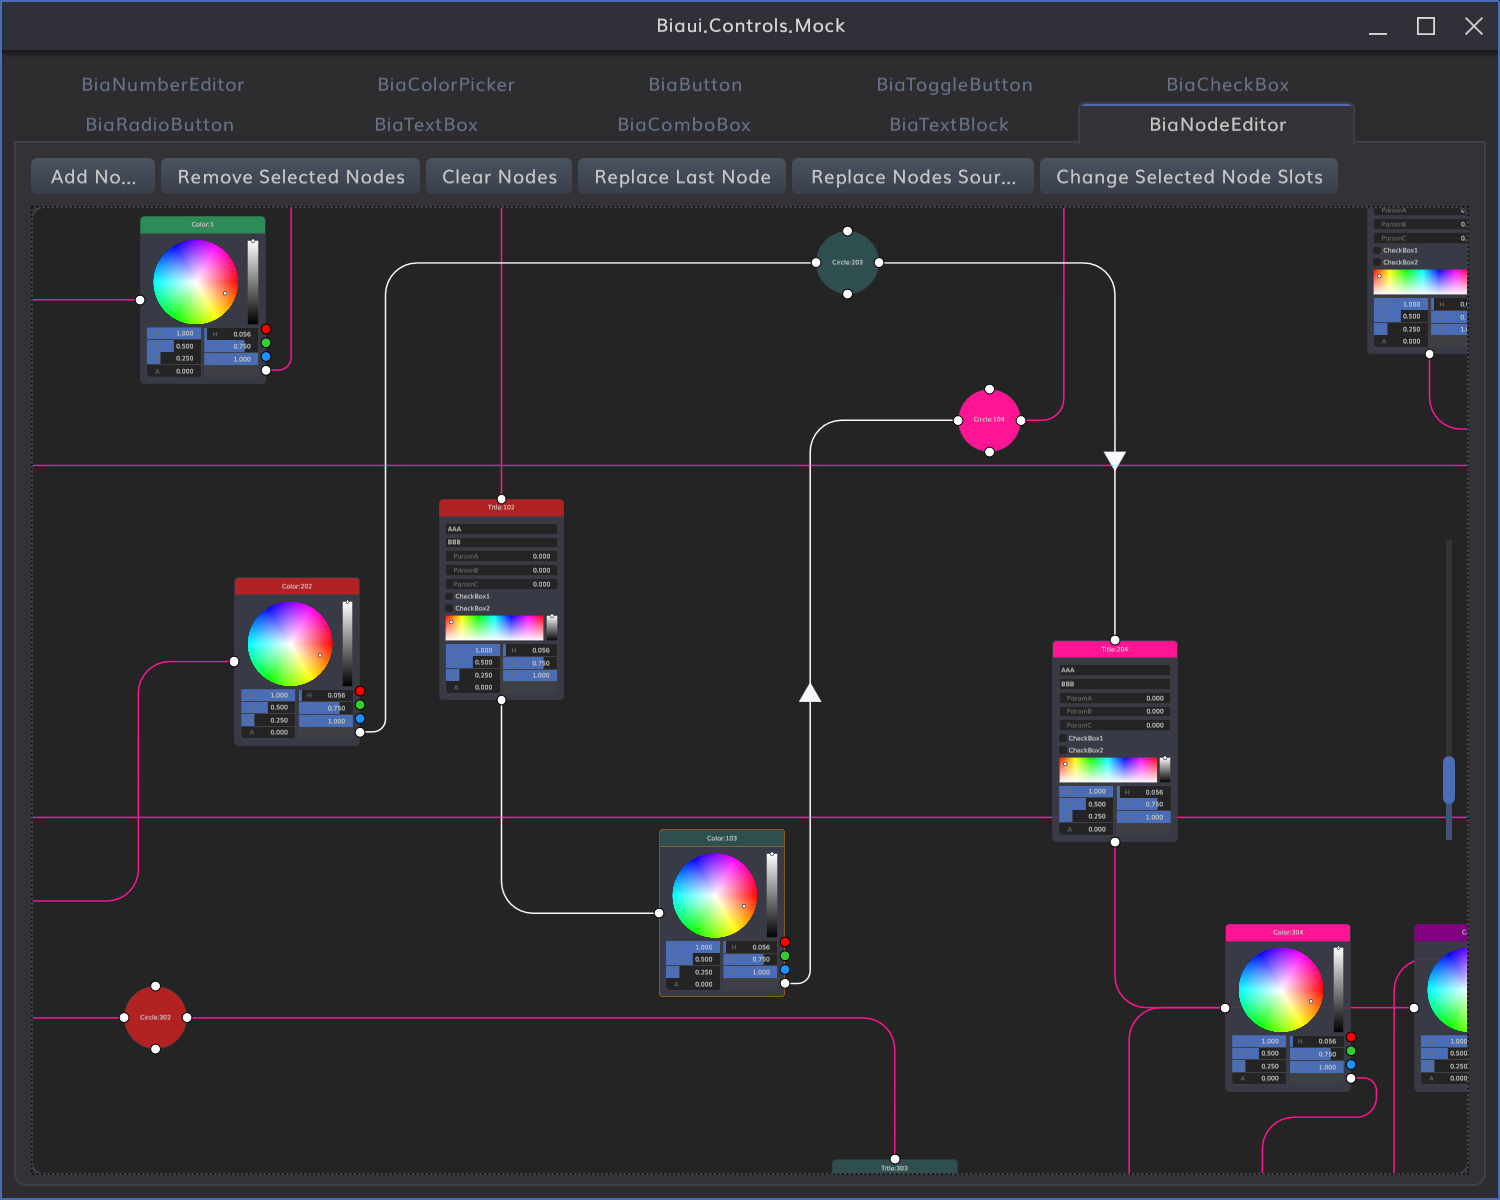 Biaui.Controls.Mock
BiaNumberEditor BiaColorPicker BiaButton BiaToggleButton BiaCheckBox
BiaRadioButton BiaTextBox BiaComboBox BiaTextBlock BiaNodeEditor
Add No... Remove Selected Nodes Clear Nodes Replace Last Node Replace Nodes Sour... Change Selected Node Slots
Color:1
1.000 H 0.056
0.500 0.750
0.250 1.000
A 0.000
Circle:203
ParamA 0.
ParamB 0.
ParamC 0.
CheckBox1
CheckBox2
1.000 H 0.
0.500 0.
0.250 1.
A 0.000
Circle:104
Title:102
AAA
BBB
ParamA 0.000
ParamB 0.000
ParamC 0.000
CheckBox1
CheckBox2
1.000 H 0.056
0.500 0.750
0.250 1.000
A 0.000
Color:202
1.000 H 0.056
0.500 0.750
0.250 1.000
A 0.000
Title:204
AAA
BBB
ParamA 0.000
ParamB 0.000
ParamC 0.000
CheckBox1
CheckBox2
1.000 H 0.056
0.500 0.750
0.250 1.000
A 0.000
Color:103
1.000 H 0.056
0.500 0.750
0.250 1.000
A 0.000
Color:304
1.000 H 0.056
0.500 0.750
0.250 1.000
A 0.000
C
1.000
0.500
0.250
A 0.000
Circle:302
Title:303